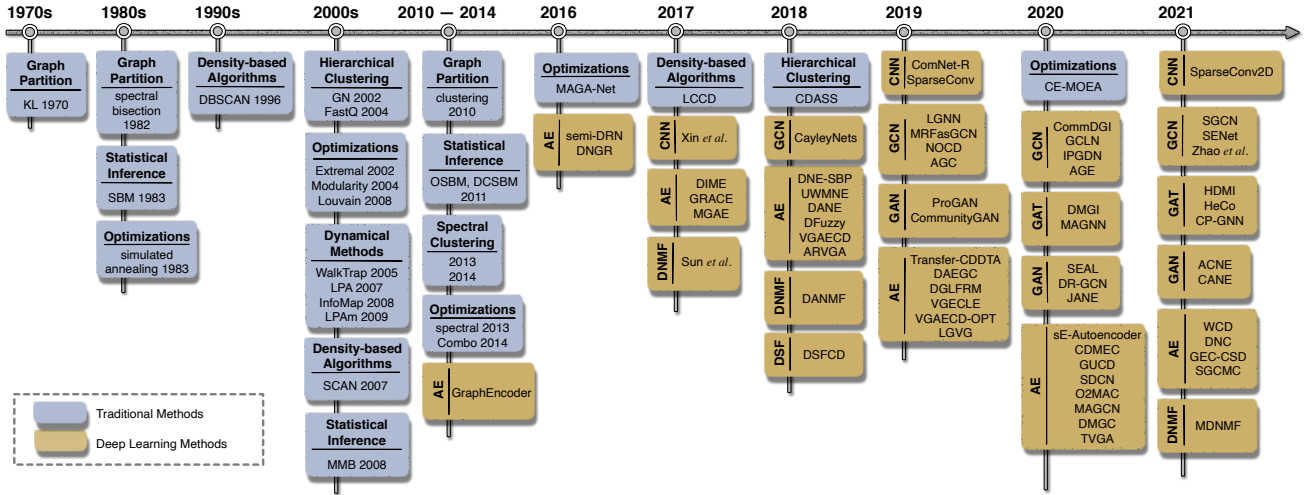 1970s
1980s
1990s
2000s
2010 — 2014
2016
2017
2018
2019
2020
2021
Graph
Partition
KL 1970
Graph
Partition
spectral
bisection
1982
Statistical
Inference
SBM 1983
Optimizations
simulated
annealing 1983
Density-based
Algorithms
DBSCAN 1996
Hierarchical
Clustering
GN 2002
FastQ 2004
Optimizations
Extremal 2002
Modularity 2004
Louvain 2008
Dynamical
Methods
WalkTrap 2005
LPA 2007
InfoMap 2008
LPAm 2009
Density-based
Algorithms
SCAN 2007
Statistical
Inference
MMB 2008
Graph
Partition
clustering
2010
Statistical
Inference
OSBM, DCSBM
2011
Spectral
Clustering
2013
2014
Optimizations
spectral 2013
Combo 2014
AE
GraphEncoder
Optimizations
MAGA-Net
AE
semi-DRN
DNGR
Density-based
Algorithms
LCCD
CNN
Xin et al.
AE
DIME
GRACE
MGAE
DNMF
Sun et al.
Hierarchical
Clustering
CDASS
GCN
CayleyNets
AE
DNE-SBP
UWMNE
DANE
DFuzzy
VGAECD
ARVGA
DNMF
DANMF
DSF
DSFCD
CNN
ComNet-R
SparseConv
GCN
LGNN
MRFasGCN
NOCD
AGC
GAN
ProGAN
CommunityGAN
AE
Transfer-CDDTA
DAEGC
DGLFRM
VGECLE
VGAECD-OPT
LGVG
Optimizations
CE-MOEA
GCN
CommDGI
GCLN
IPGDN
AGE
GAT
DMGI
MAGNN
GAN
SEAL
DR-GCN
JANE
AE
sE-Autoencoder
CDMEC
GUCD
SDCN
O2MAC
MAGCN
DMGC
TVGA
CNN
SparseConv2D
GCN
SGCN
SENet
Zhao et al.
GAT
HDMI
HeCo
CP-GNN
GAN
ACNE
CANE
AE
WCD
DNC
GEC-CSD
SGCMC
DNMF
MDNMF
Traditional Methods
Deep Learning Methods